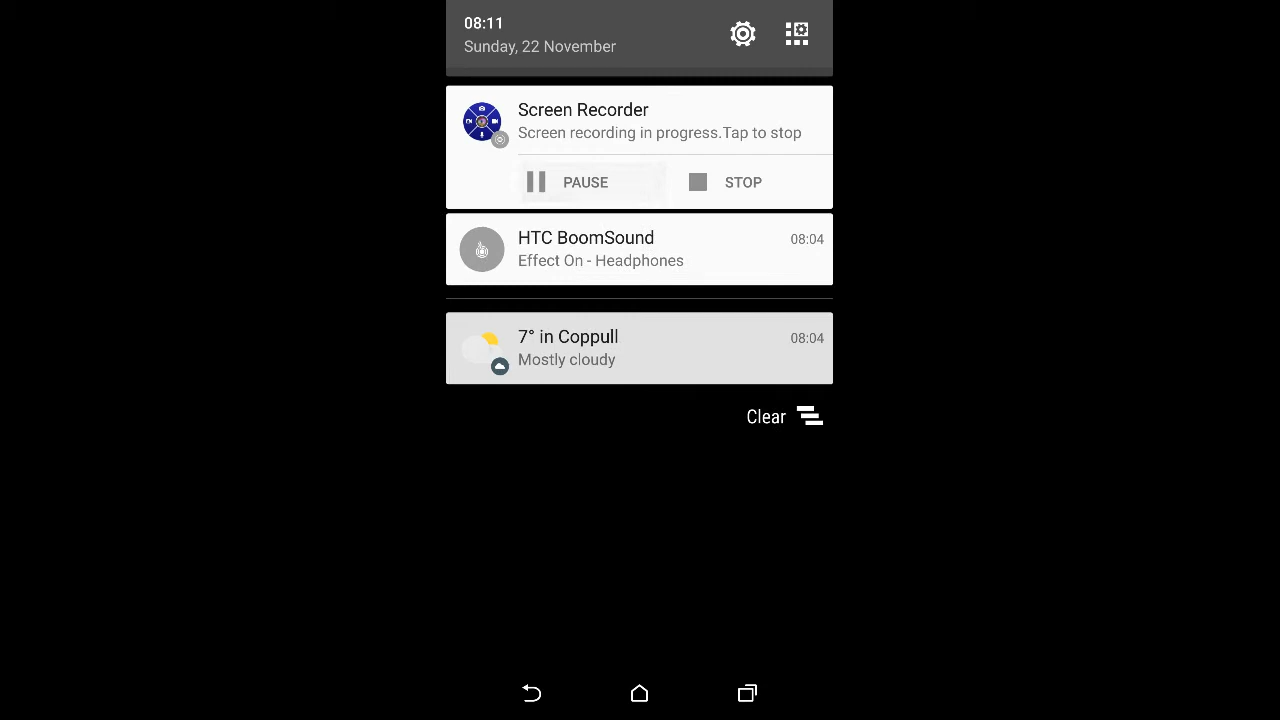 08:11
Sunday, 22 November
Screen Recorder
Screen recording in progress.Tap to stop
PAUSE
STOP
HTC BoomSound
08:04
Effect On - Headphones
7° in Coppull
08:04
Mostly cloudy
Clear